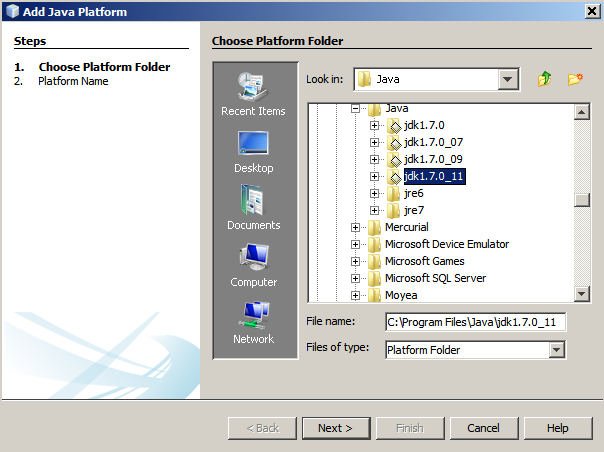 Add Java Platform
Steps
1. Choose Platform Folder
2. Platform Name
Choose Platform Folder
Look in: Java
Recent Items
Desktop
Documents
Computer
Network
Java
jdk1.7.0
jdk1.7.0_07
jdk1.7.0_09
jdk1.7.0_11
jre6
jre7
Mercurial
Microsoft Device Emulator
Microsoft Games
Microsoft SQL Server
Moyea
File name: C:\Program Files\Java\jdk1.7.0_11
Files of type: Platform Folder
< Back Next > Finish Cancel Help